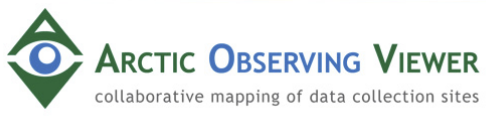 Arctic Observing Viewer
collaborative mapping of data collection sites